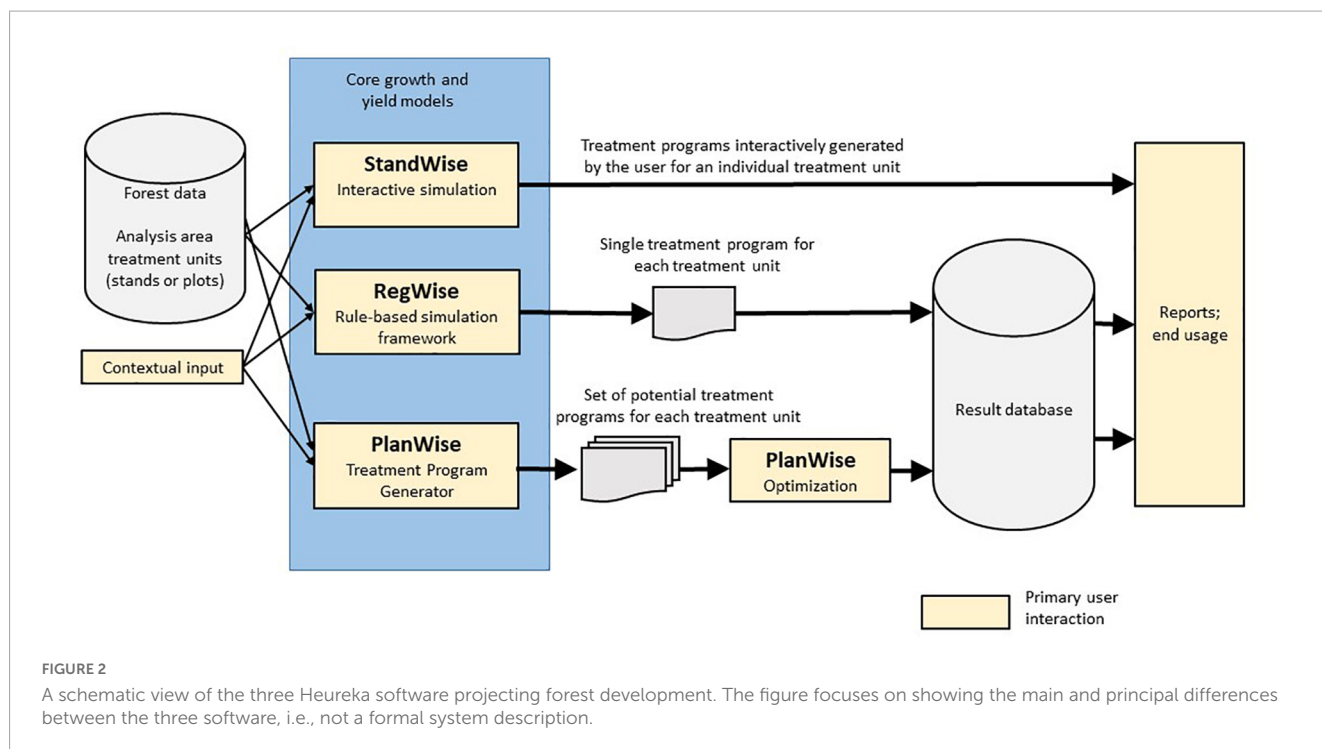 Core growth and
yield models
Forest data
Analysis area
treatment units
(stands or plots)
Contextual input
StandWise
Interactive simulation
Treatment programs interactively generated
by the user for an individual treatment unit
RegWise
Rule-based simulation
framework
Single treatment program for
each treatment unit
PlanWise
Treatment Program
Generator
Set of potential treatment
programs for each treatment unit
PlanWise
Optimization
Result database
Reports;
end usage
Primary user
interaction
FIGURE 2
A schematic view of the three Heureka software projecting forest development. The figure focuses on showing the main and principal differences
between the three software, i.e., not a formal system description.